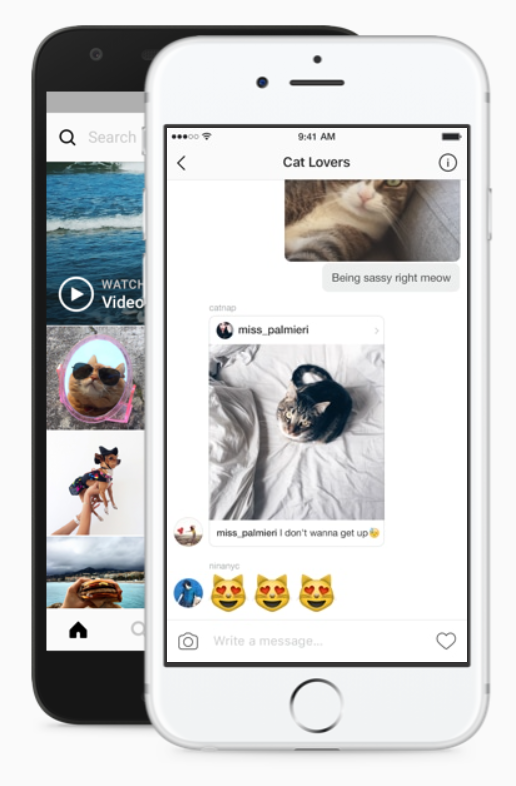 Search
WATCH
Video
9:41 AM
Cat Lovers
Being sassy right meow
catnap
miss_palmieri
miss_palmieri I don't wanna get up
ninanyc
Write a message...